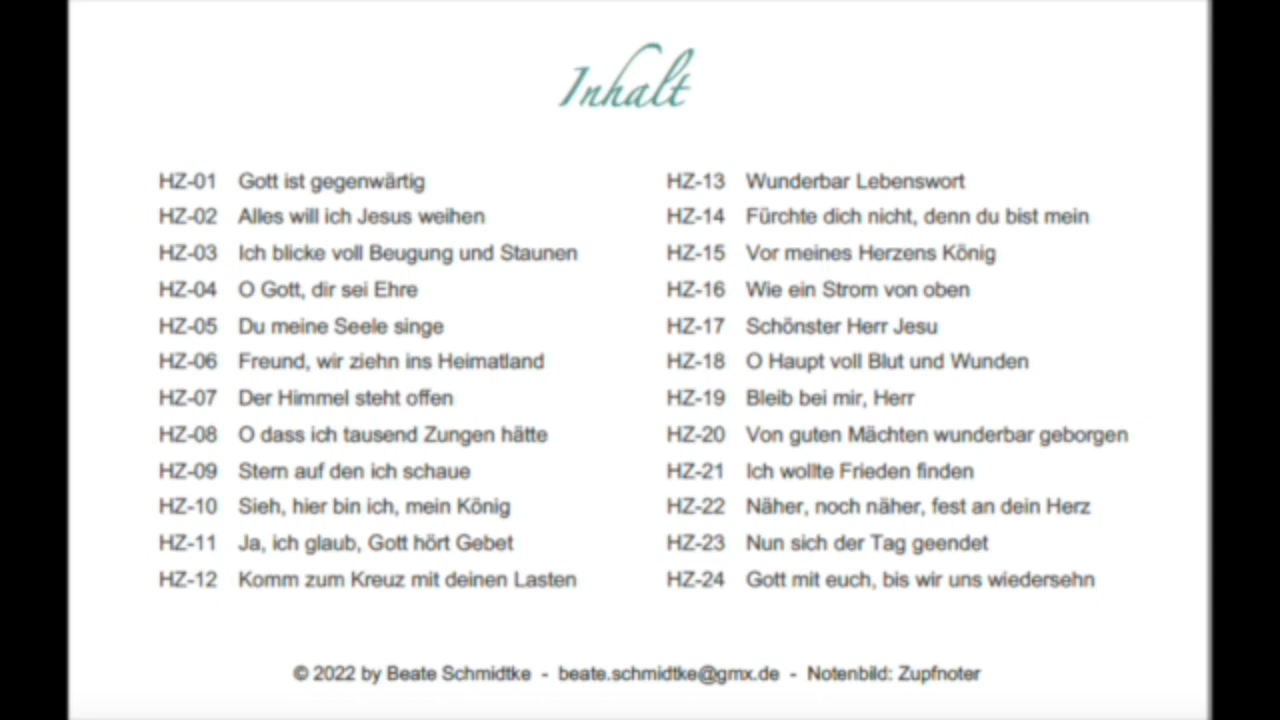 Inhalt
HZ-01 Gott ist gegenwärtig
HZ-02 Alles will ich Jesus weihen
HZ-03 Ich blicke voll Beugung und Staunen
HZ-04 O Gott, dir sei Ehre
HZ-05 Du meine Seele singe
HZ-06 Freund, wir ziehn ins Heimatland
HZ-07 Der Himmel steht offen
HZ-08 O dass ich tausend Zungen hätte
HZ-09 Stern auf den ich schaue
HZ-10 Sieh, hier bin ich, mein König
HZ-11 Ja, ich glaub, Gott hört Gebet
HZ-12 Komm zum Kreuz mit deinen Lasten
HZ-13 Wunderbar Lebenswort
HZ-14 Fürchte dich nicht, denn du bist mein
HZ-15 Vor meines Herzens König
HZ-16 Wie ein Strom von oben
HZ-17 Schönster Herr Jesu
HZ-18 O Haupt voll Blut und Wunden
HZ-19 Bleib bei mir, Herr
HZ-20 Von guten Mächten wunderbar geborgen
HZ-21 Ich wollte Frieden finden
HZ-22 Näher, noch näher, fest an dein Herz
HZ-23 Nun sich der Tag geendet
HZ-24 Gott mit euch, bis wir uns wiedersehn
© 2022 by Beate Schmidtke - beate.schmidtke@gmx.de - Notenbild: Zupfnoter